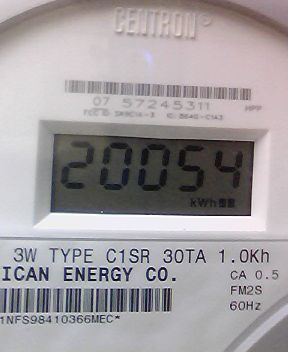 CENTRON®
07 57245311
20054
kWh
3W TYPE C1SR 30TA 1.0Kh
ICAN ENERGY CO.
CA 0.5
FM2S
60Hz
1NFS98410366MEC*